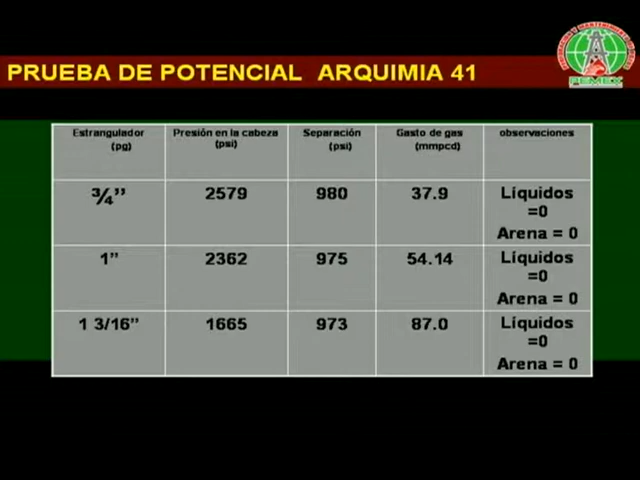 PRUEBA DE POTENCIAL ARQUIMIA 41
PEMEX
Estrangulador (pg)
Presión en la cabeza (psi)
Separación (psi)
Gasto de gas (mmpcd)
observaciones
¾”
2579
980
37.9
Líquidos
=0
Arena = 0
1”
2362
975
54.14
Líquidos
=0
Arena = 0
1 3/16”
1665
973
87.0
Líquidos
=0
Arena = 0